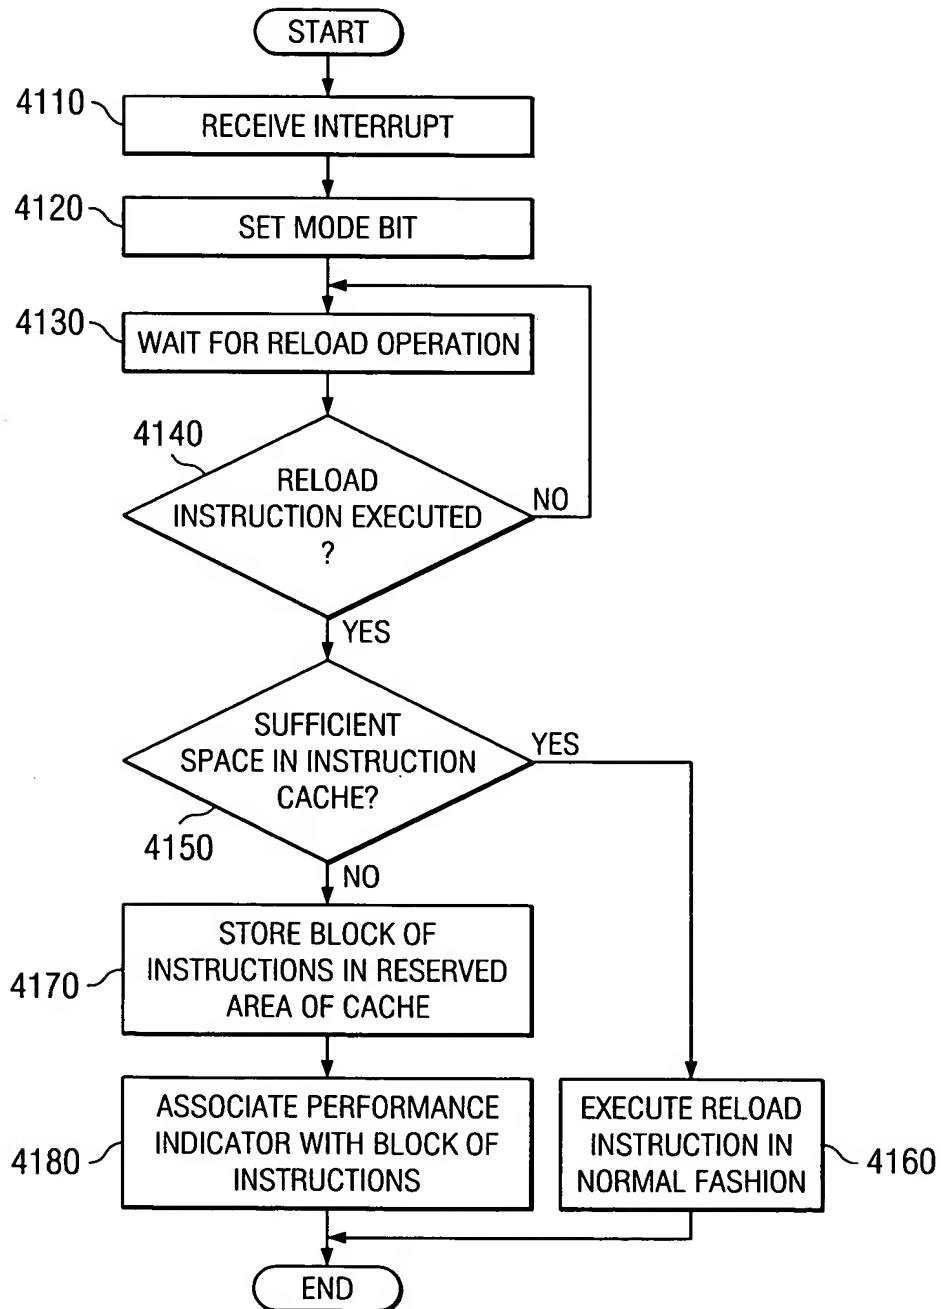 START
4110
RECEIVE INTERRUPT
4120
SET MODE BIT
4130
WAIT FOR RELOAD OPERATION
4140
RELOAD
INSTRUCTION EXECUTED
?
NO
YES
SUFFICIENT
SPACE IN INSTRUCTION
CACHE?
YES
4150
NO
STORE BLOCK OF
INSTRUCTIONS IN RESERVED
AREA OF CACHE
4170
ASSOCIATE PERFORMANCE
INDICATOR WITH BLOCK OF
INSTRUCTIONS
4180
EXECUTE RELOAD
INSTRUCTION IN
NORMAL FASHION
4160
END